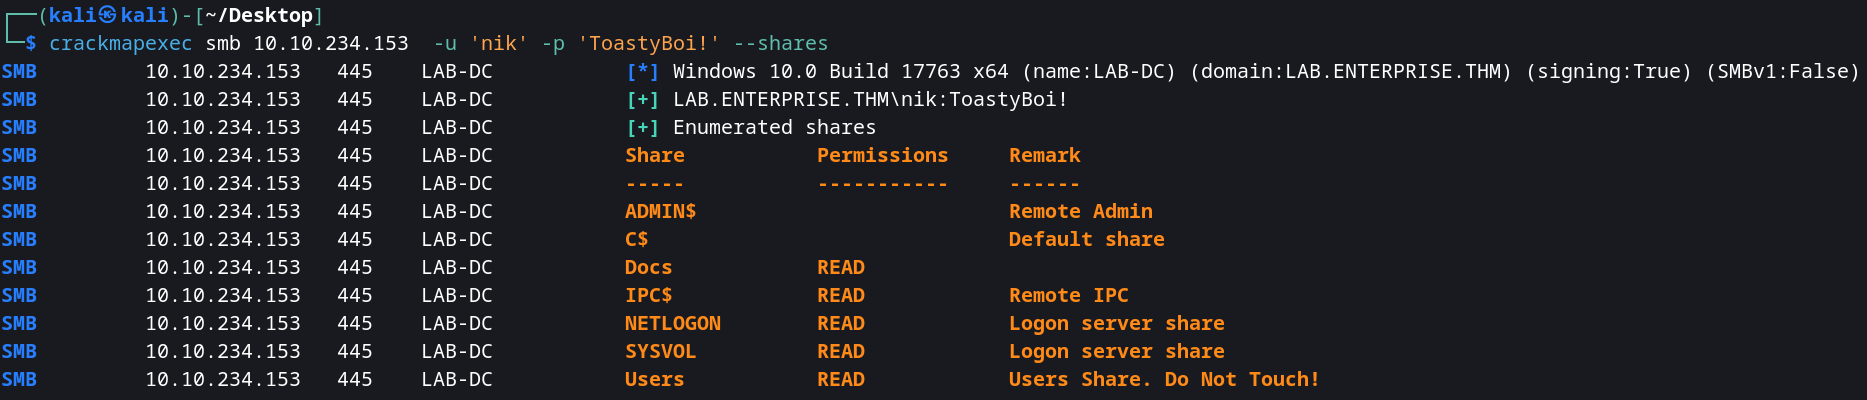 ┌──(kali㉿kali)-[~/Desktop]
└─$ crackmapexec smb 10.10.234.153  -u 'nik' -p 'ToastyBoi!' --shares
SMB         10.10.234.153   445    LAB-DC           [*] Windows 10.0 Build 17763 x64 (name:LAB-DC) (domain:LAB.ENTERPRISE.THM) (signing:True) (SMBv1:False)
SMB         10.10.234.153   445    LAB-DC           [+] LAB.ENTERPRISE.THM\nik:ToastyBoi!
SMB         10.10.234.153   445    LAB-DC           [+] Enumerated shares
SMB         10.10.234.153   445    LAB-DC           Share           Permissions     Remark
SMB         10.10.234.153   445    LAB-DC           -----           -----------     ------
SMB         10.10.234.153   445    LAB-DC           ADMIN$                          Remote Admin
SMB         10.10.234.153   445    LAB-DC           C$                              Default share
SMB         10.10.234.153   445    LAB-DC           Docs            READ
SMB         10.10.234.153   445    LAB-DC           IPC$            READ            Remote IPC
SMB         10.10.234.153   445    LAB-DC           NETLOGON        READ            Logon server share
SMB         10.10.234.153   445    LAB-DC           SYSVOL          READ            Logon server share
SMB         10.10.234.153   445    LAB-DC           Users           READ            Users Share. Do Not Touch!